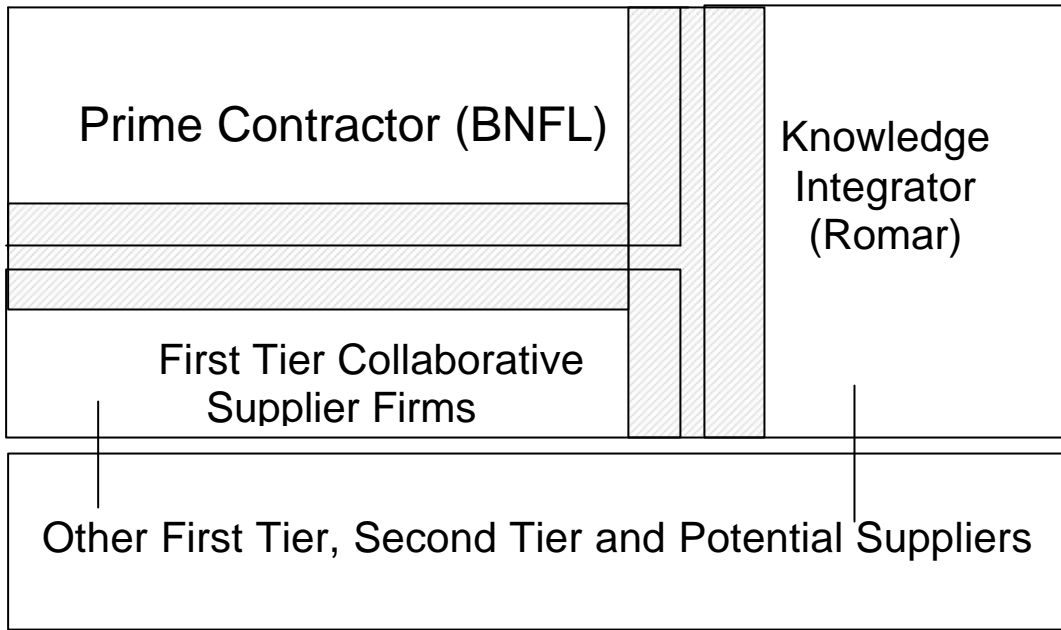 Prime Contractor (BNFL)
Knowledge
Integrator
(Romar)
First Tier Collaborative
Supplier Firms
Other First Tier, Second Tier and Potential Suppliers